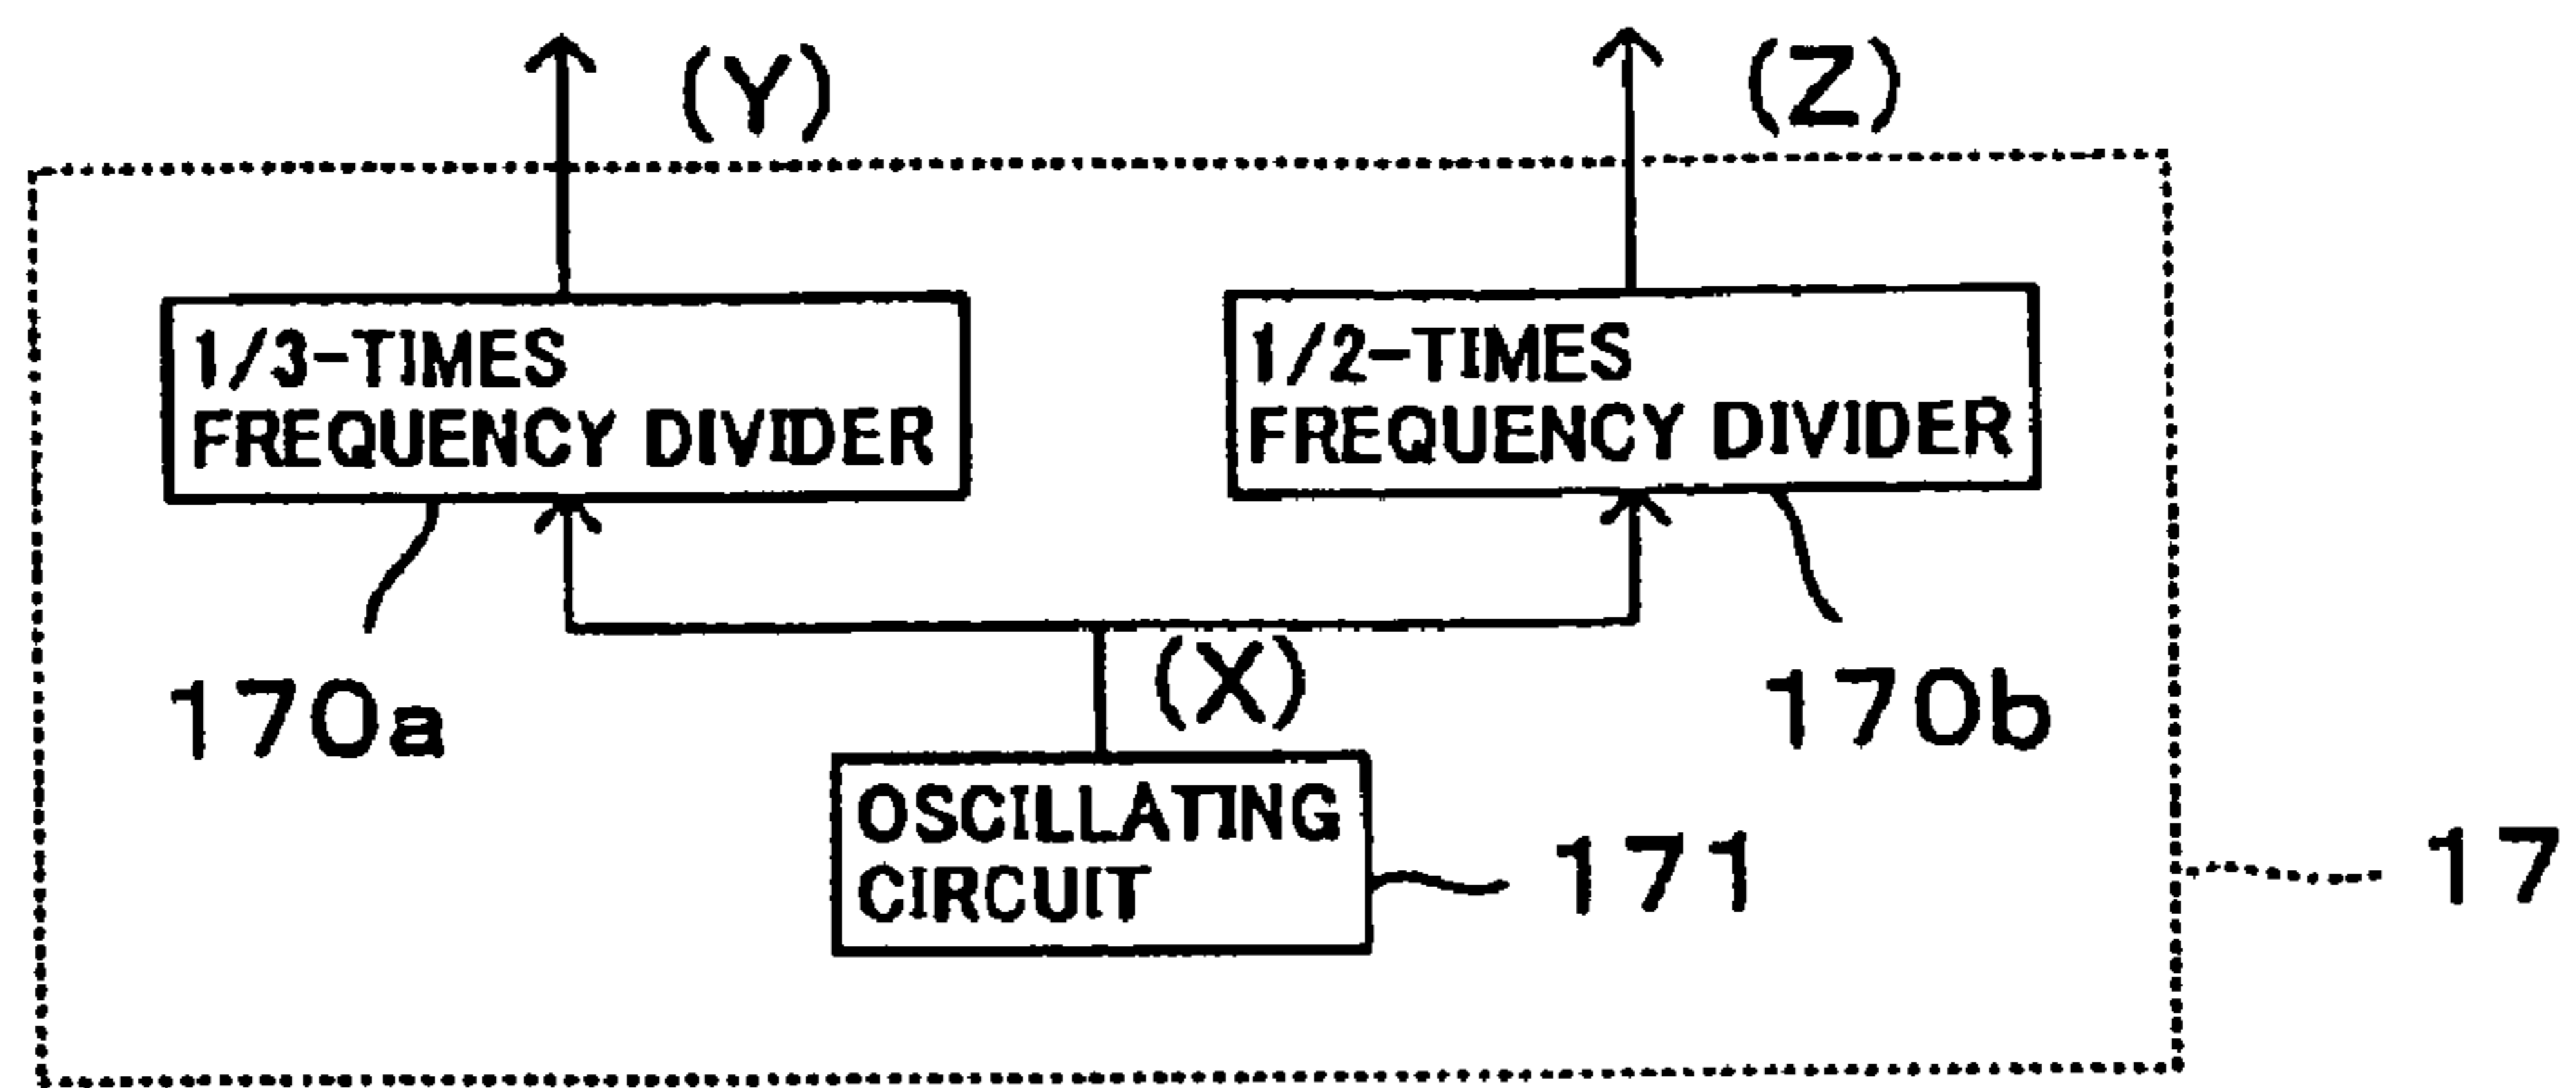 (Y)
(Z)
1/3-TIMES
FREQUENCY DIVIDER
1/2-TIMES
FREQUENCY DIVIDER
170a
(X)
170b
OSCILLATING
CIRCUIT
171
17